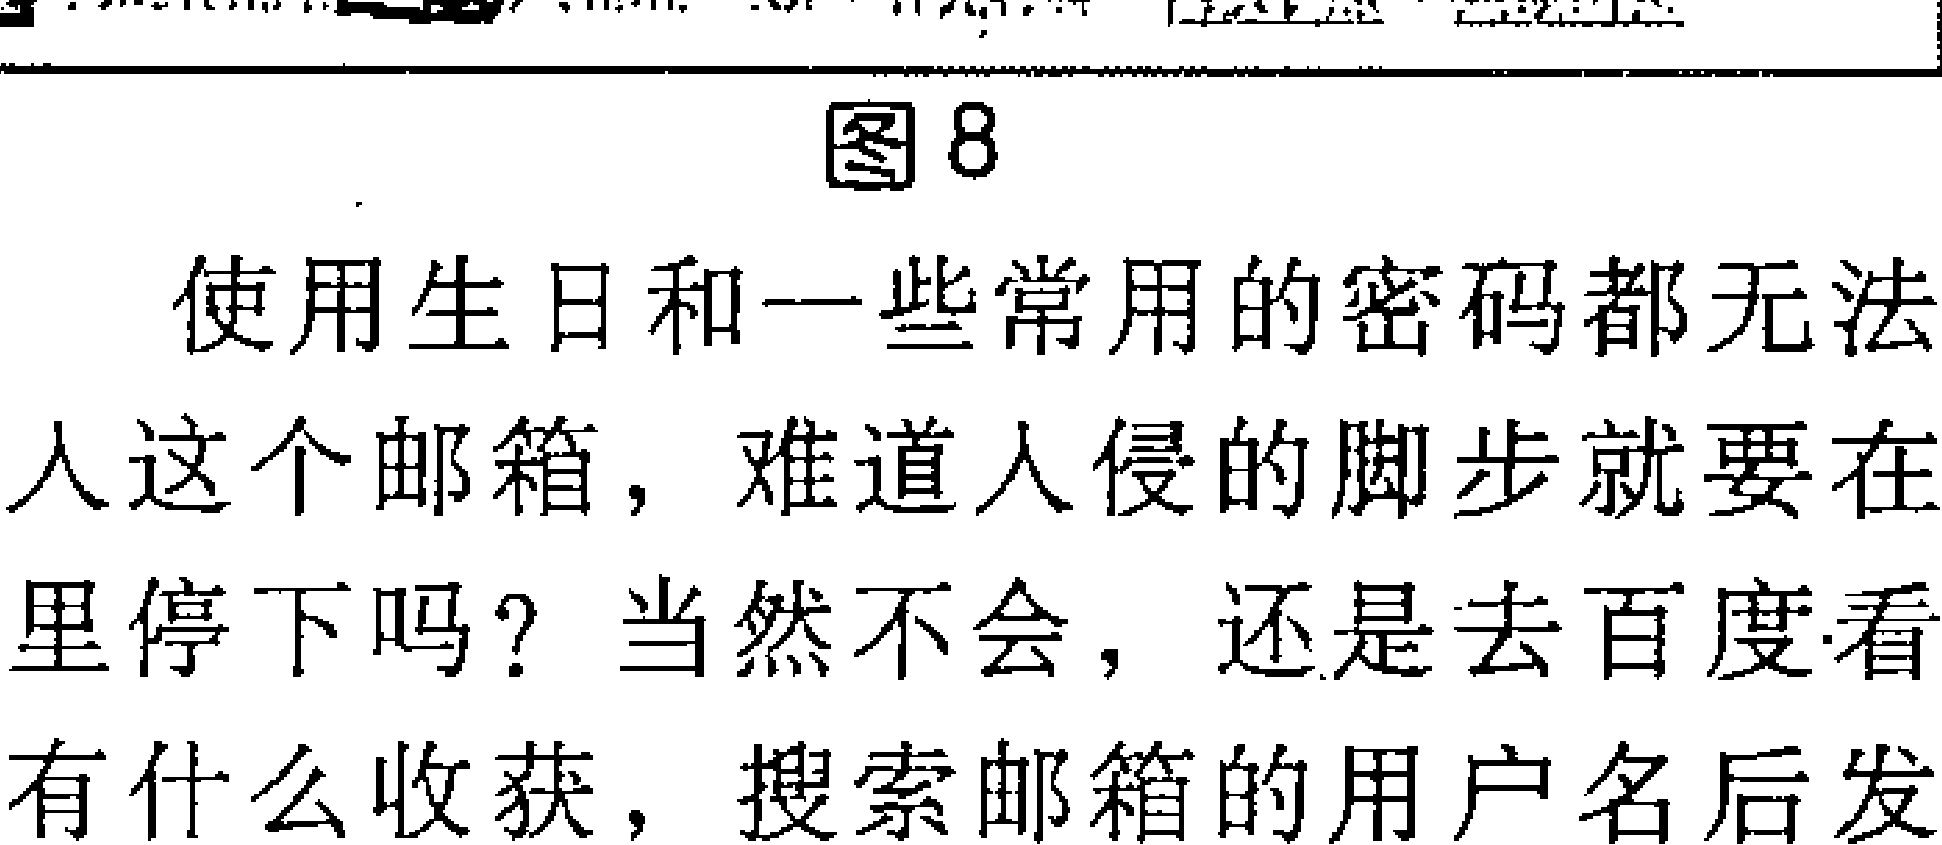 图8
使用生日和一些常用的密码都无法
人这个邮箱，难道人侵的脚步就要在
里停下吗？当然不会，还是去百度看
有什么收获，搜索邮箱的用户名后发